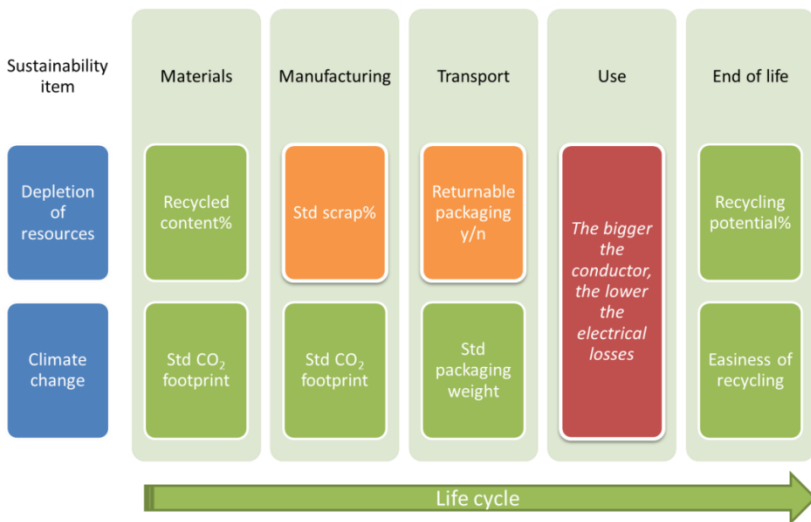 Sustainability
item
Materials
Manufacturing
Transport
Use
End of life
Depletion
of
resources
Recycled
content%
Std scrap%
Returnable
packaging
y/n
The bigger
the
conductor,
the lower
the
electrical
losses
Recycling
potential%
Climate
change
Std CO₂
footprint
Std CO₂
footprint
Std
packaging
weight
Easiness of
recycling
Life cycle